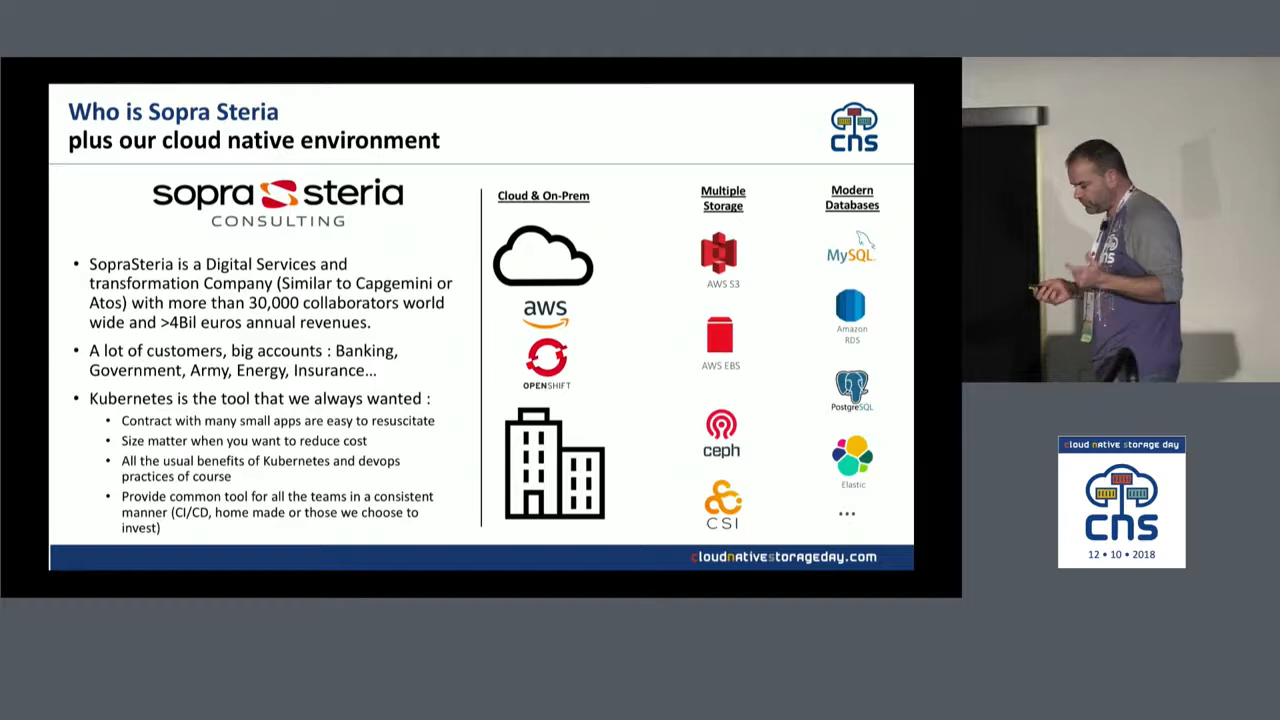 Who is Sopra Steria
plus our cloud native environment
cns
sopra steria
CONSULTING
• SopraSteria is a Digital Services and
transformation Company (Similar to Capgemini or
Atos) with more than 30,000 collaborators world
wide and >4Bil euros annual revenues.
• A lot of customers, big accounts : Banking,
Government, Army, Energy, Insurance...
• Kubernetes is the tool that we always wanted :
• Contract with many small apps are easy to resuscitate
• Size matter when you want to reduce cost
• All the usual benefits of Kubernetes and devops
practices of course
• Provide common tool for all the teams in a consistent
manner (CI/CD, home made or those we choose to
invest)
Cloud & On-Prem
aws
OPENSHIFT
Multiple
Storage
AWS S3
AWS EBS
ceph
CSI
Modern
Databases
MySQL
Amazon
RDS
PostgreSQL
Elastic
...
cloudnativestorageday.com
cloud native storage day
cns
12 • 10 • 2018